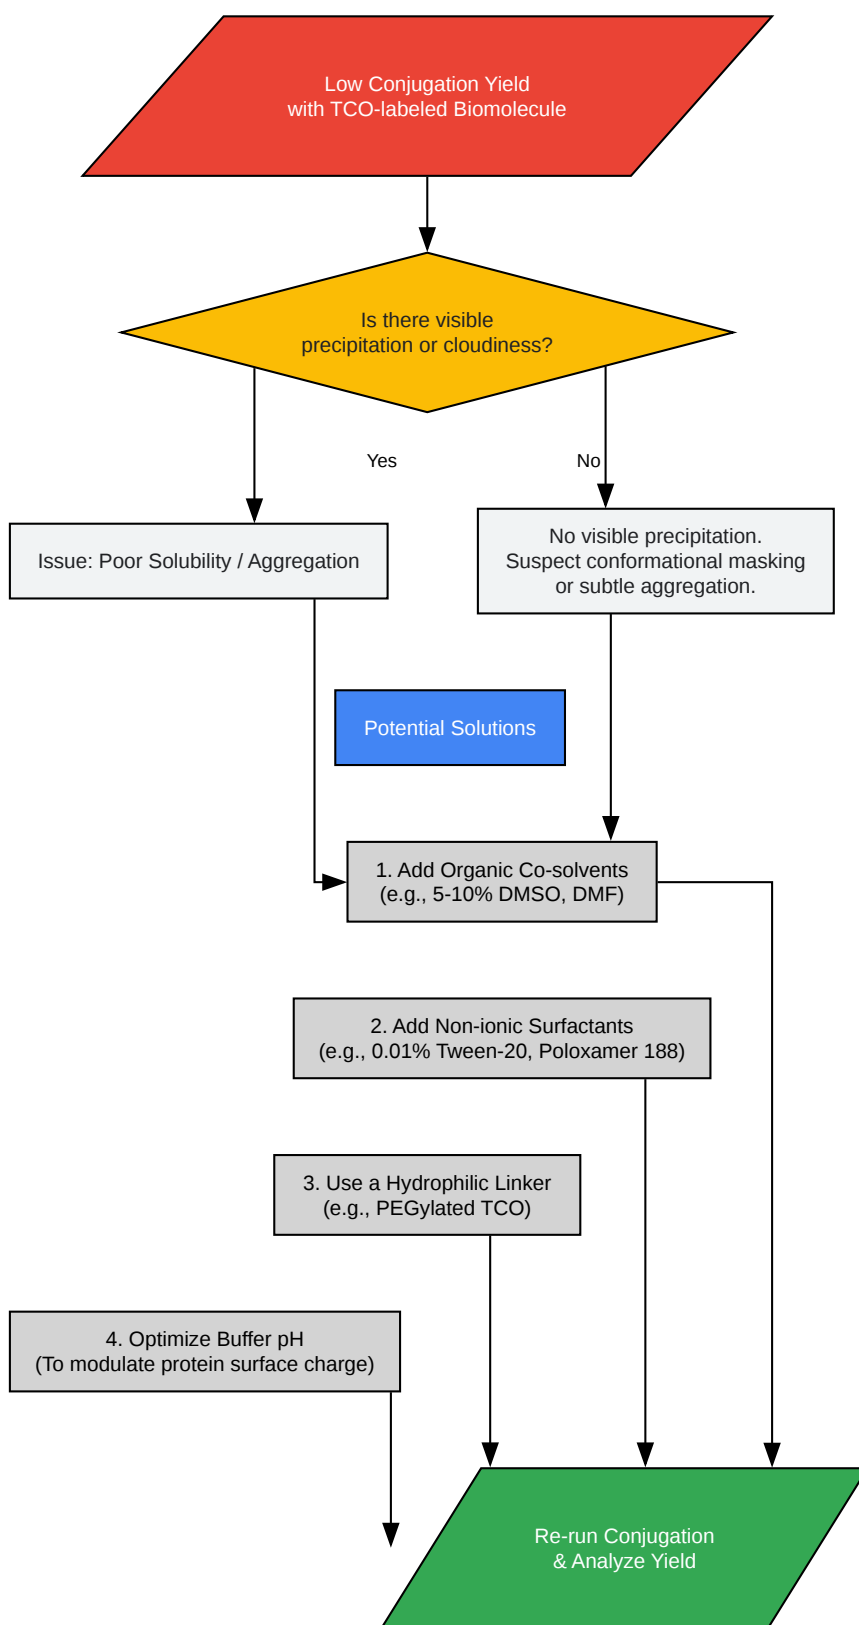 Low Conjugation Yield
with TCO-labeled Biomolecule
Is there visible
precipitation or cloudiness?
Yes
No
Issue: Poor Solubility / Aggregation
No visible precipitation.
Suspect conformational masking
or subtle aggregation.
Potential Solutions
1. Add Organic Co-solvents
(e.g., 5-10% DMSO, DMF)
2. Add Non-ionic Surfactants
(e.g., 0.01% Tween-20, Poloxamer 188)
3. Use a Hydrophilic Linker
(e.g., PEGylated TCO)
4. Optimize Buffer pH
(To modulate protein surface charge)
Re-run Conjugation
& Analyze Yield